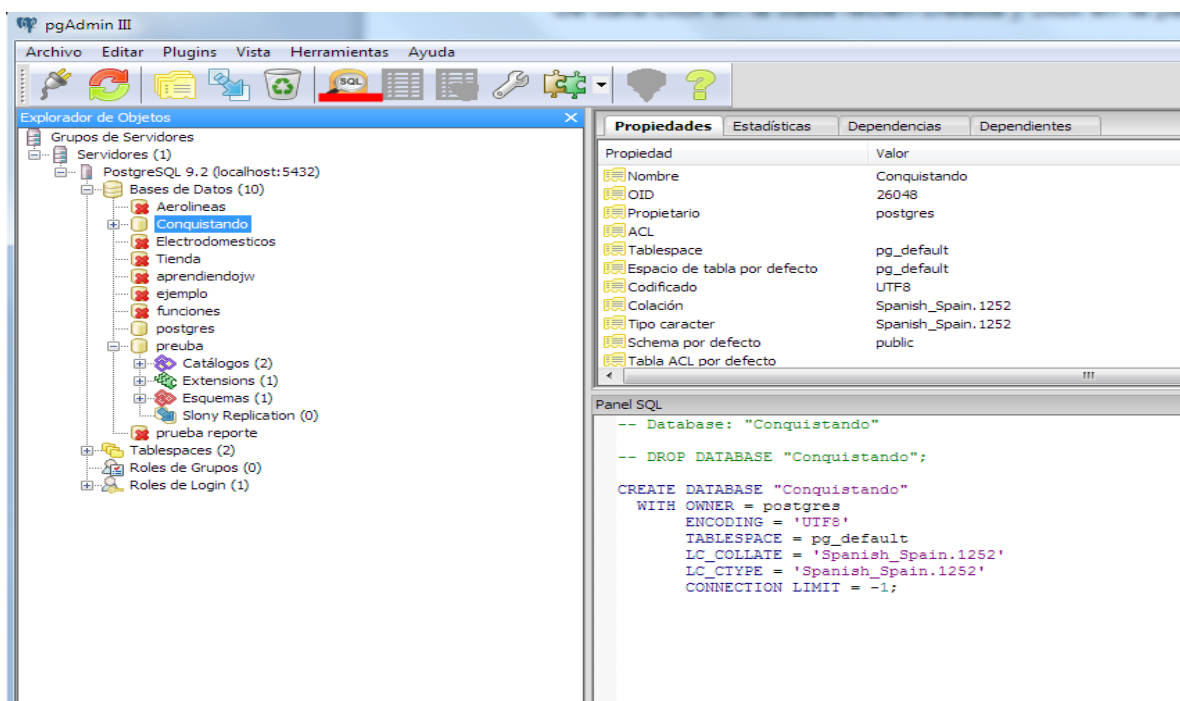 pgAdmin III
Archivo Editar Plugins Vista Herramientas Ayuda
SQL
Explorador de Objetos
Grupos de Servidores
Servidores (1)
PostgreSQL 9.2 (localhost:5432)
Bases de Datos (10)
Aerolineas
Conquistando
Electrodomesticos
Tienda
aprendiendojw
ejemplo
funciones
postgres
preuba
Catálogos (2)
Extensions (1)
Esquemas (1)
Slony Replication (0)
prueba reporte
Tablespaces (2)
Roles de Grupos (0)
Roles de Login (1)
Propiedades Estadísticas Dependencias Dependientes
Propiedad Valor
Nombre Conquistando
OID 26048
Propietario postgres
ACL
Tablespace pg_default
Espacio de tabla por defecto pg_default
Codificado UTF8
Colación Spanish_Spain.1252
Tipo caracter Spanish_Spain.1252
Schema por defecto public
Tabla ACL por defecto
Panel SQL
-- Database: "Conquistando"
-- DROP DATABASE "Conquistando";
CREATE DATABASE "Conquistando"
WITH OWNER = postgres
ENCODING = 'UTF8'
TABLESPACE = pg_default
LC_COLLATE = 'Spanish_Spain.1252'
LC_CTYPE = 'Spanish_Spain.1252'
CONNECTION LIMIT = -1;